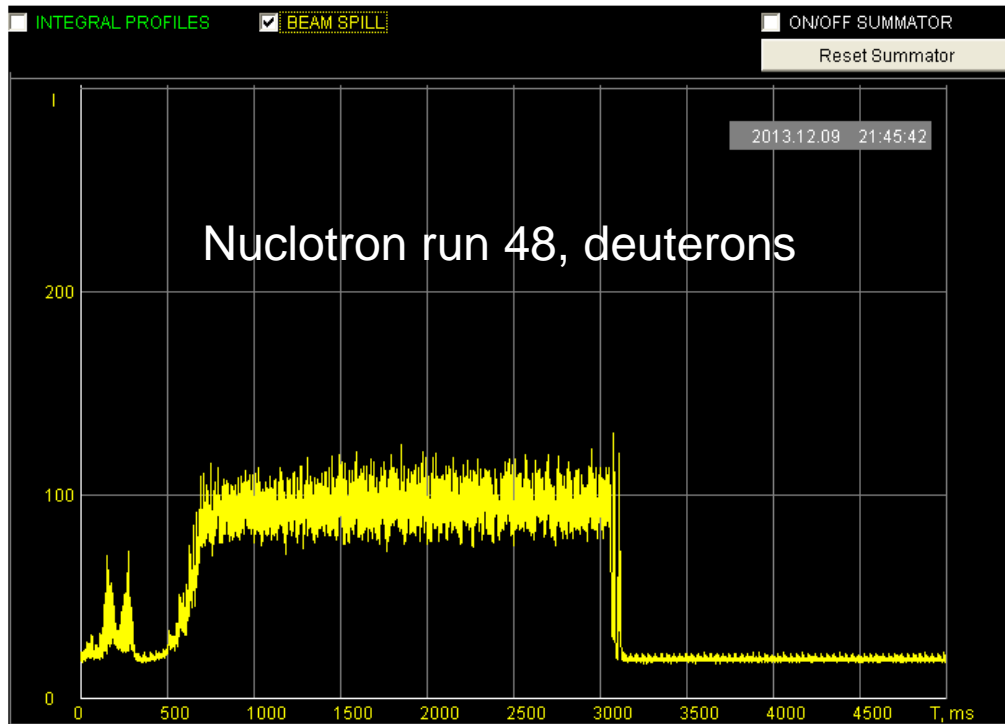 INTEGRAL PROFILES BEAM SPILL ON/OFF SUMMATOR
Reset Summator
I
2013.12.09 21:45:42
Nuclotron run 48, deuterons
200
100
0
0 500 1000 1500 2000 2500 3000 3500 4000 4500 T, ms